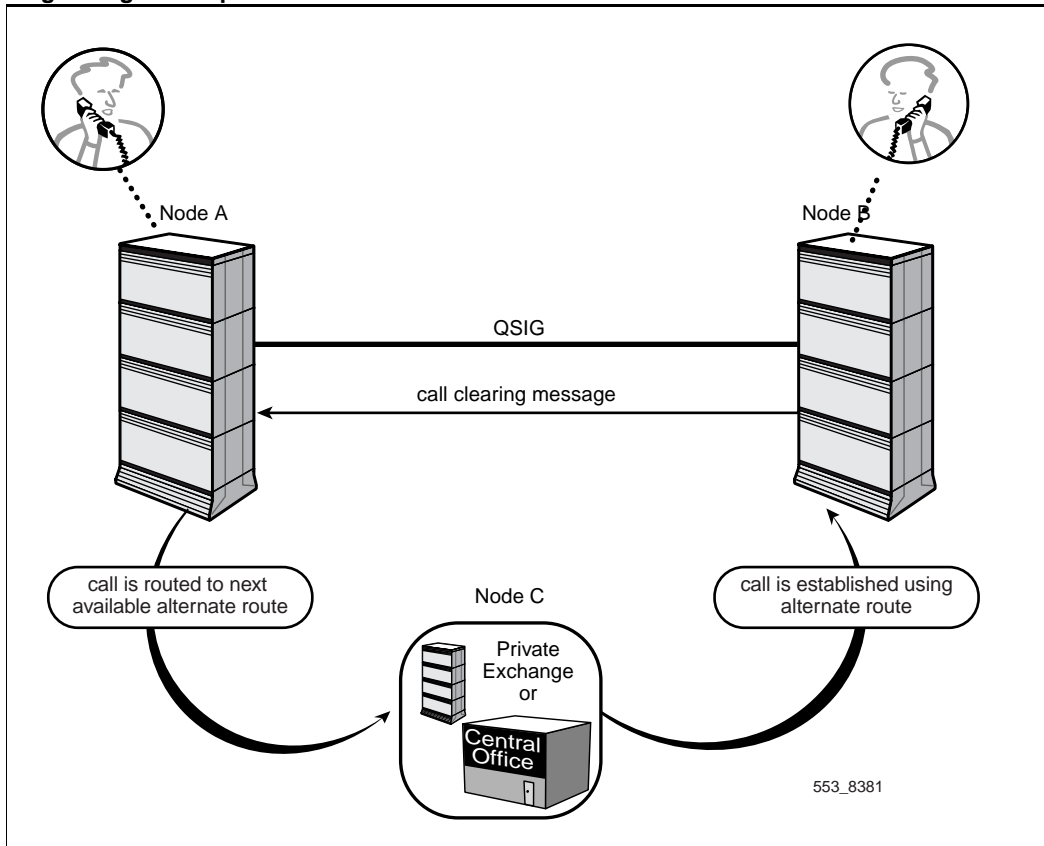 Node A
Node B
QSIG
call clearing message
call is routed to next
available alternate route
call is established using
alternate route
Node C
Private
Exchange
or
Central
Office
553_8381